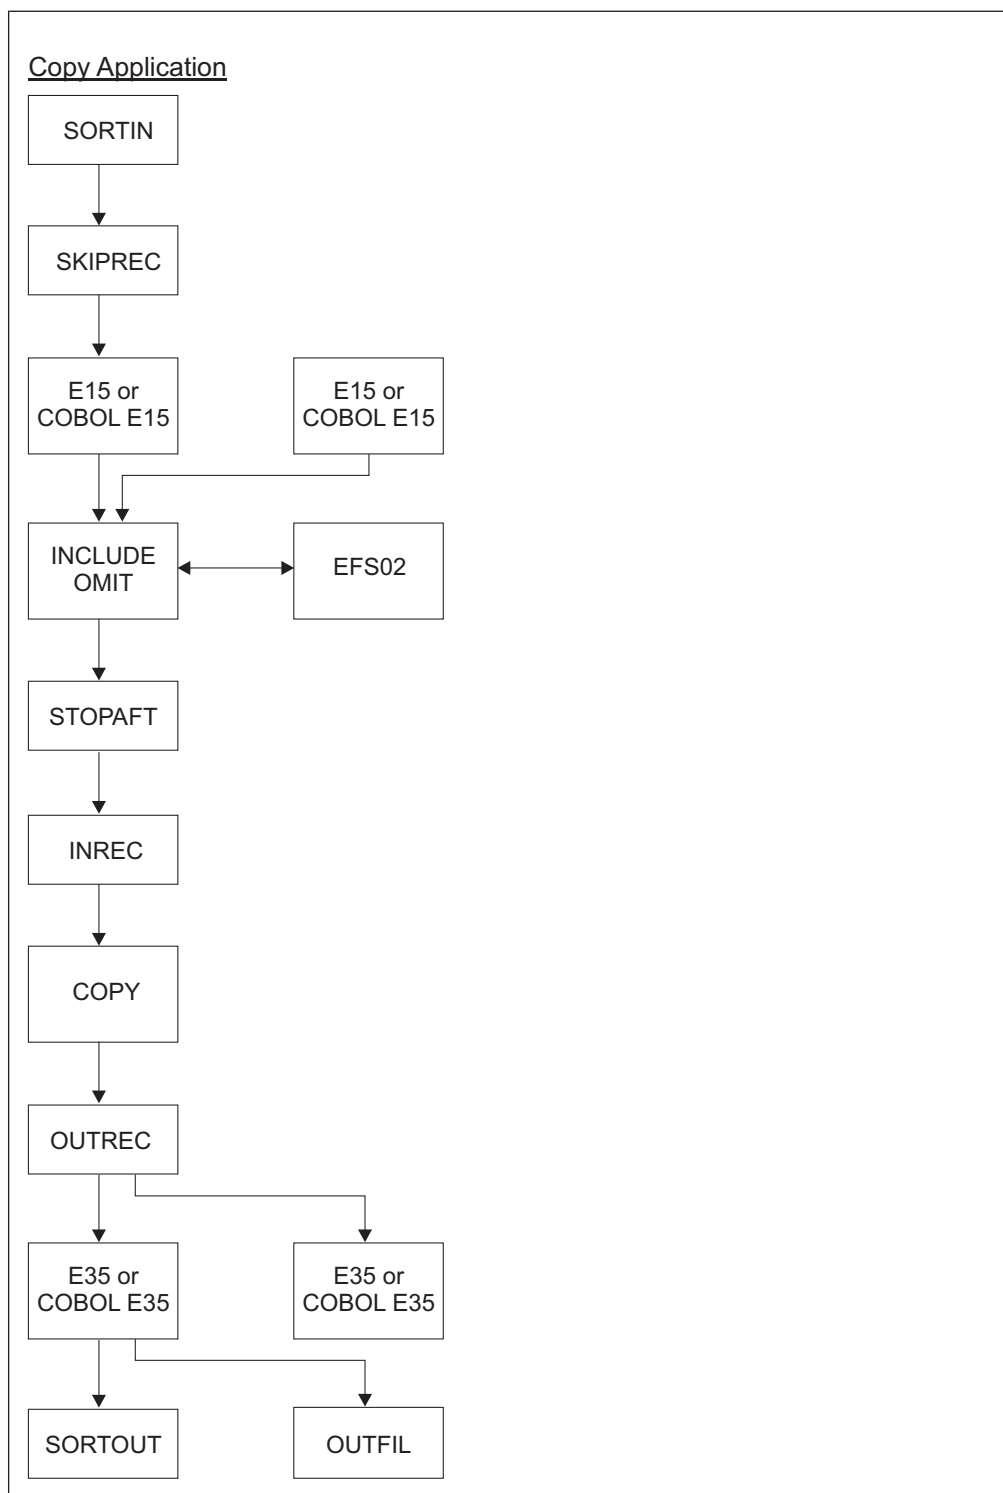 Copy Application
SORTIN
SKIPREC
E15 or
COBOL E15
E15 or
COBOL E15
INCLUDE
OMIT
EFS02
STOPAFT
INREC
COPY
OUTREC
E35 or
COBOL E35
E35 or
COBOL E35
SORTOUT
OUTFIL